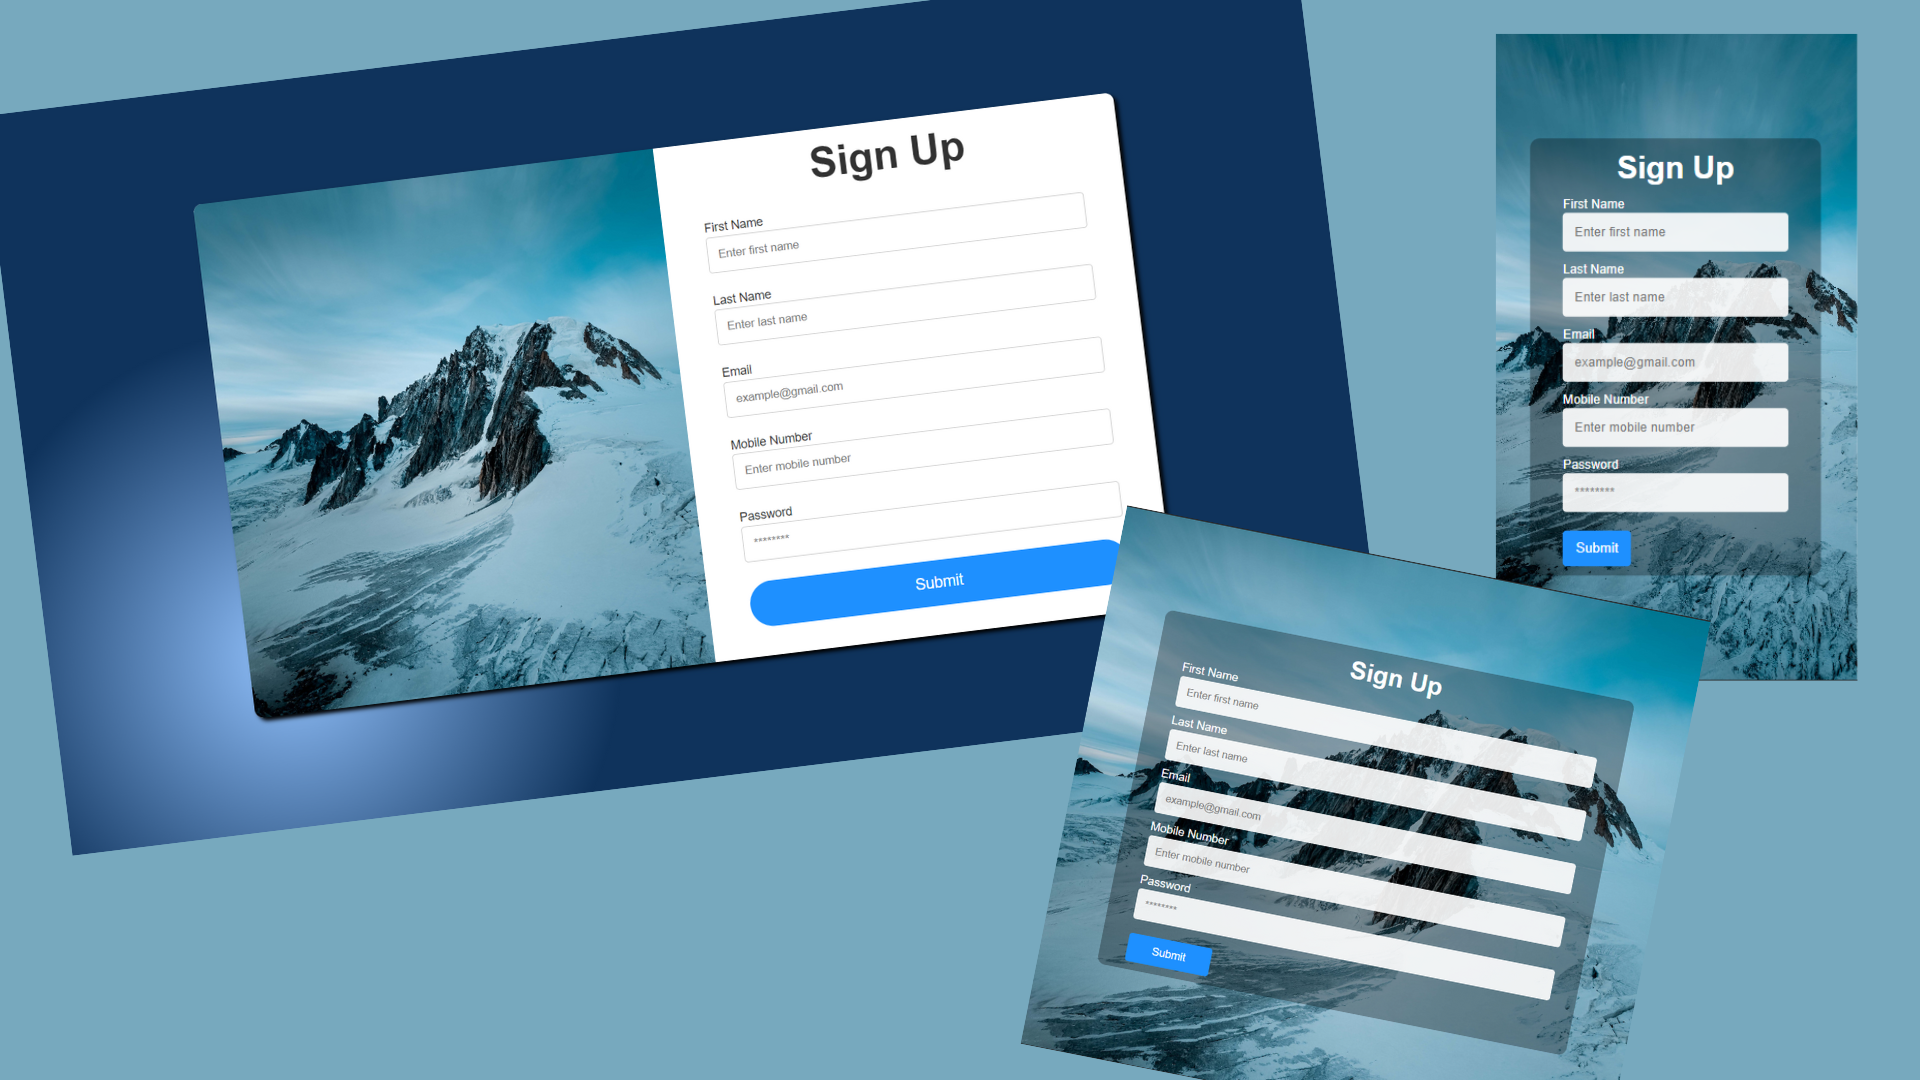 Sign Up
First Name
Enter first name
Last Name
Enter last name
Email
example@gmail.com
Mobile Number
Enter mobile number
Password
********
Submit
Sign Up
First Name
Enter first name
Last Name
Enter last name
Email
example@gmail.com
Mobile Number
Enter mobile number
Password
********
Submit
Sign Up
First Name
Enter first name
Last Name
Enter last name
Email
example@gmail.com
Mobile Number
Enter mobile number
Password
********
Submit